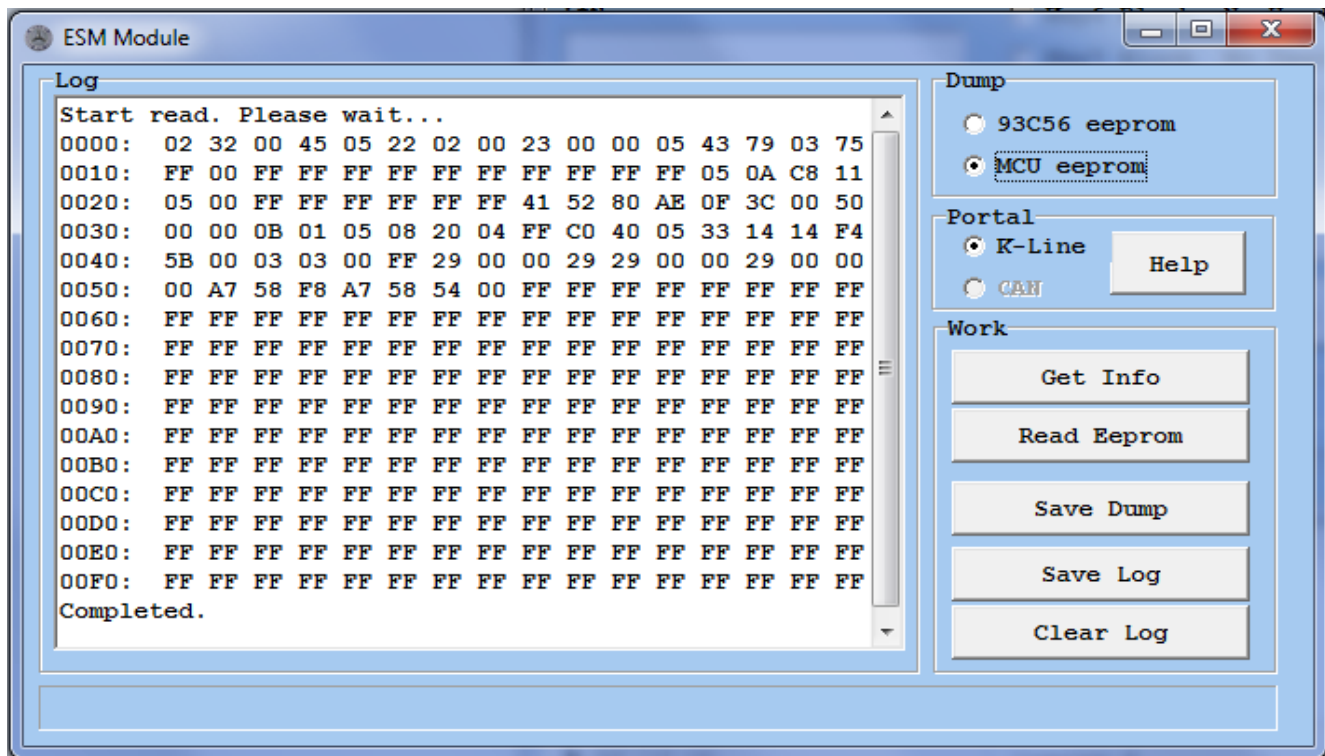 ESM Module
Log
Start read. Please wait...
0000: 02 32 00 45 05 22 02 00 23 00 00 05 43 79 03 75
0010: FF 00 FF FF FF FF FF FF FF FF FF FF 05 0A C8 11
0020: 05 00 FF FF FF FF FF FF 41 52 80 AE 0F 3C 00 50
0030: 00 00 0B 01 05 08 20 04 FF C0 40 05 33 14 14 F4
0040: 5B 00 03 03 00 FF 29 00 00 29 29 00 00 29 00 00
0050: 00 A7 58 F8 A7 58 54 00 FF FF FF FF FF FF FF FF
0060: FF FF FF FF FF FF FF FF FF FF FF FF FF FF FF FF
0070: FF FF FF FF FF FF FF FF FF FF FF FF FF FF FF FF
0080: FF FF FF FF FF FF FF FF FF FF FF FF FF FF FF FF
0090: FF FF FF FF FF FF FF FF FF FF FF FF FF FF FF FF
00A0: FF FF FF FF FF FF FF FF FF FF FF FF FF FF FF FF
00B0: FF FF FF FF FF FF FF FF FF FF FF FF FF FF FF FF
00C0: FF FF FF FF FF FF FF FF FF FF FF FF FF FF FF FF
00D0: FF FF FF FF FF FF FF FF FF FF FF FF FF FF FF FF
00E0: FF FF FF FF FF FF FF FF FF FF FF FF FF FF FF FF
00F0: FF FF FF FF FF FF FF FF FF FF FF FF FF FF FF FF
Completed.
Dump
93C56 eeprom
MCU eeprom
Portal
K-Line
Help
CAN
Work
Get Info
Read Eeprom
Save Dump
Save Log
Clear Log